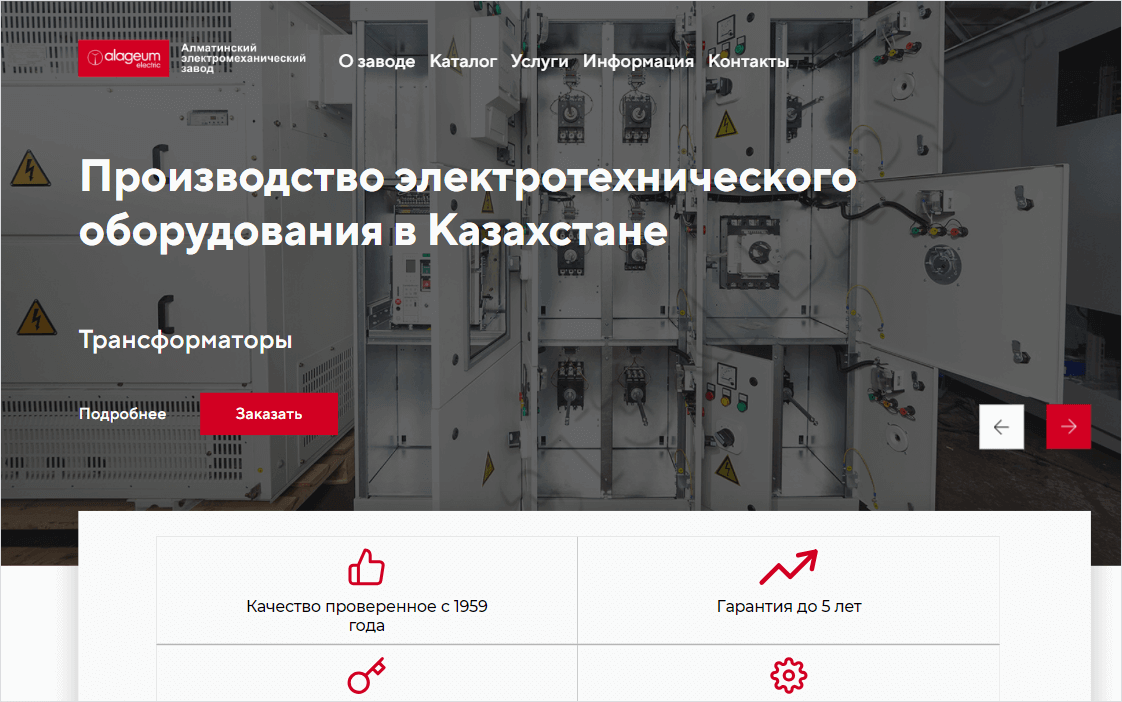 alageum
electric
Алматинский
электромеханический
завод
О заводе Каталог Услуги Информация Контакты
Производство электротехнического
оборудования в Казахстане
Трансформаторы
Подробнее Заказать
Качество проверенное с 1959
года
Гарантия до 5 лет